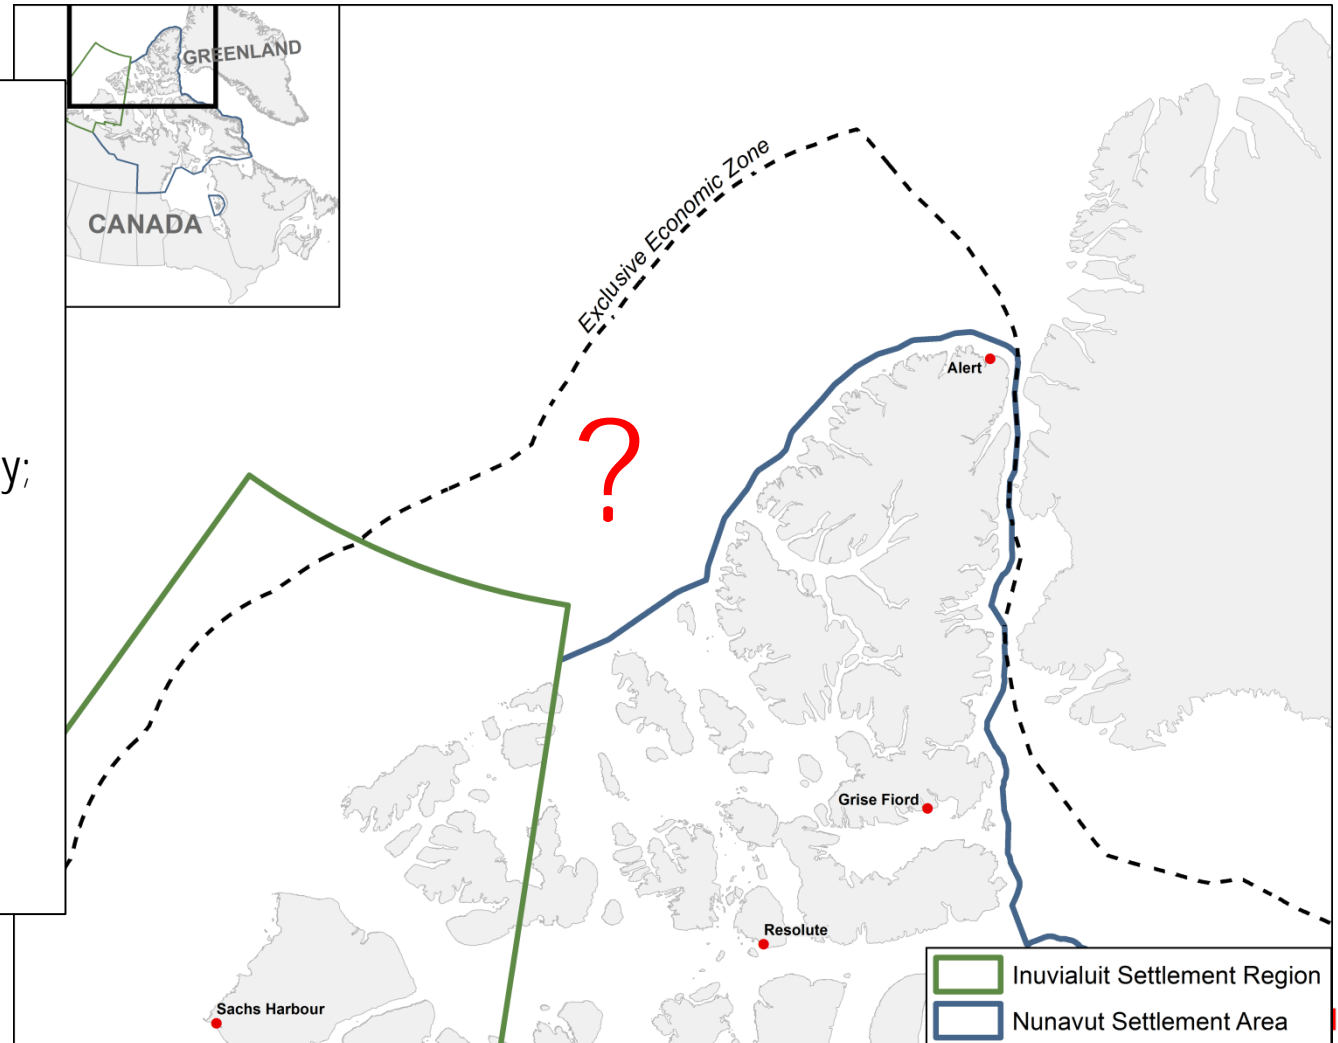 GREENLAND
CANADA
y;
Exclusive Economic Zone
?
Alert
Grise Fiord
Resolute
Sachs Harbour
Inuvialuit Settlement Region
Nunavut Settlement Area